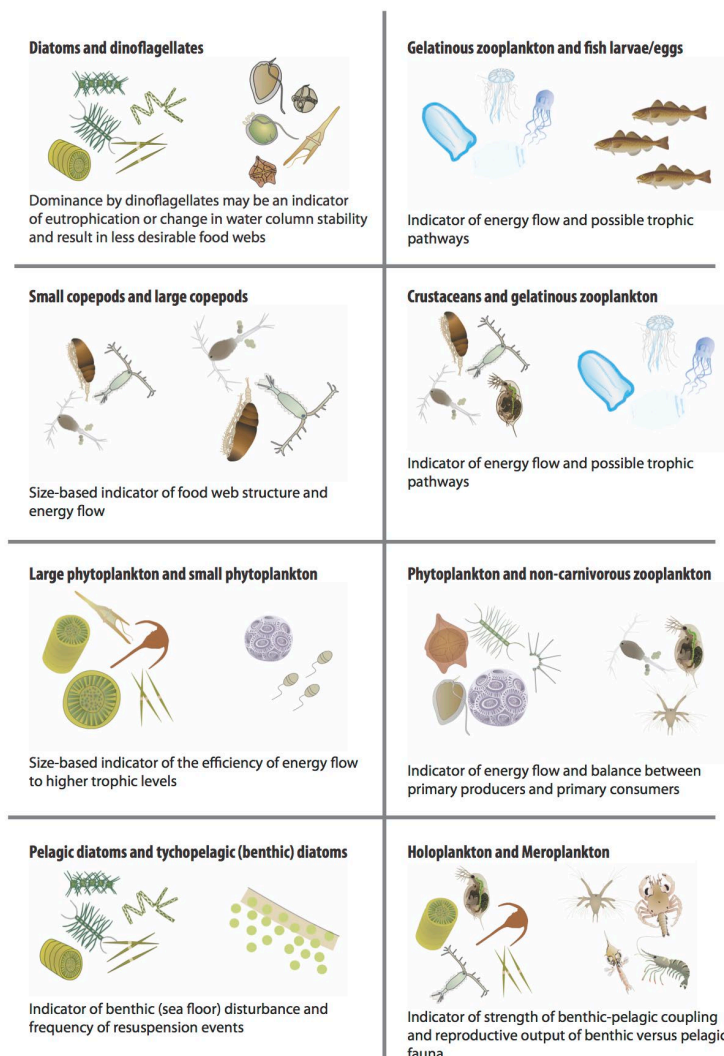 Diatoms and dinoflagellates
Dominance by dinoflagellates may be an indicator
of eutrophication or change in water column stability
and result in less desirable food webs
Gelatinous zooplankton and fish larvae/eggs
Indicator of energy flow and possible trophic
pathways
Small copepods and large copepods
Size-based indicator of food web structure and
energy flow
Crustaceans and gelatinous zooplankton
Indicator of energy flow and possible trophic
pathways
Large phytoplankton and small phytoplankton
Size-based indicator of the efficiency of energy flow
to higher trophic levels
Phytoplankton and non-carnivorous zooplankton
Indicator of energy flow and balance between
primary producers and primary consumers
Pelagic diatoms and tychopelagic (benthic) diatoms
Indicator of benthic (sea floor) disturbance and
frequency of resuspension events
Holoplankton and Meroplankton
Indicator of strength of benthic-pelagic coupling
and reproductive output of benthic versus pelagic
fauna